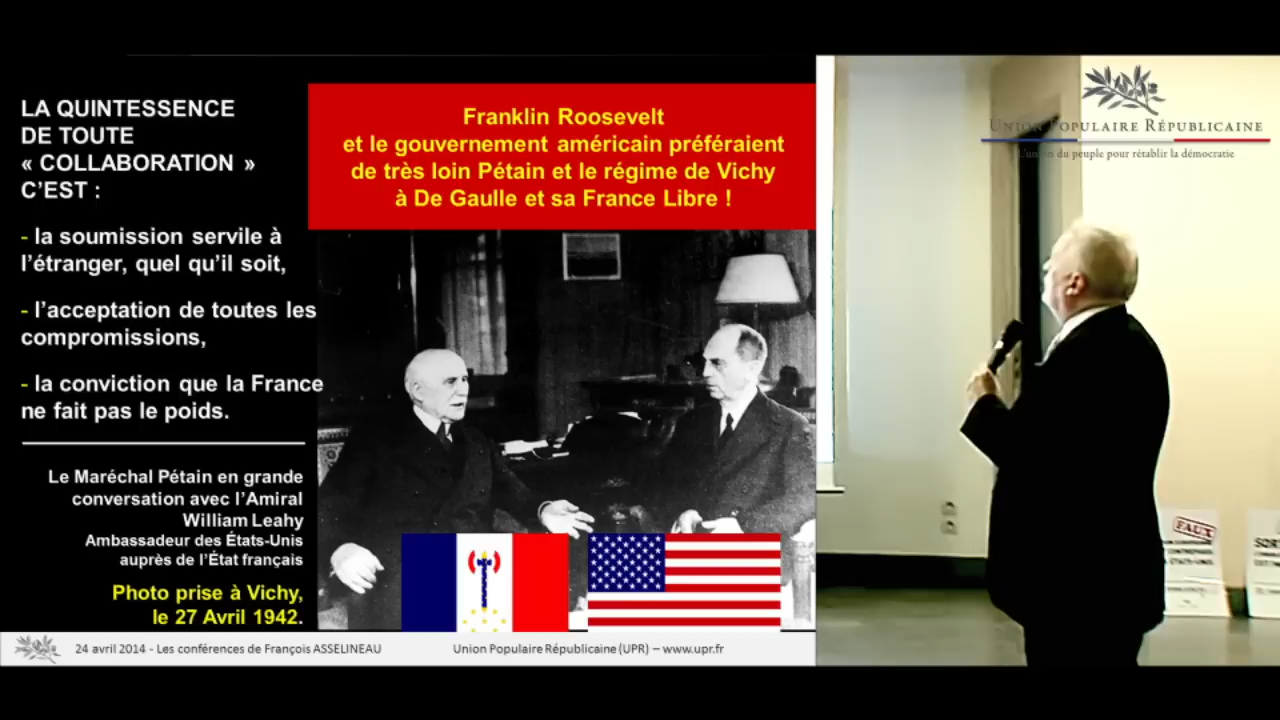 LA QUINTESSENCE
DE TOUTE
« COLLABORATION »
C’EST :
- la soumission servile à
l’étranger, quel qu’il soit,
- l’acceptation de toutes les
compromissions,
- la conviction que la France
ne fait pas le poids.
Le Maréchal Pétain en grande
conversation avec l’Amiral
William Leahy
Ambassadeur des États-Unis
auprès de l’État français
Photo prise à Vichy,
le 27 Avril 1942.
Franklin Roosevelt
et le gouvernement américain préféraient
de très loin Pétain et le régime de Vichy
à De Gaulle et sa France Libre !
24 avril 2014 - Les conférences de François ASSELINEAU
Union Populaire Républicaine (UPR) – www.upr.fr
UNION POPULAIRE RÉPUBLICAINE
L’union du peuple pour rétablir la démocratie
FAUX